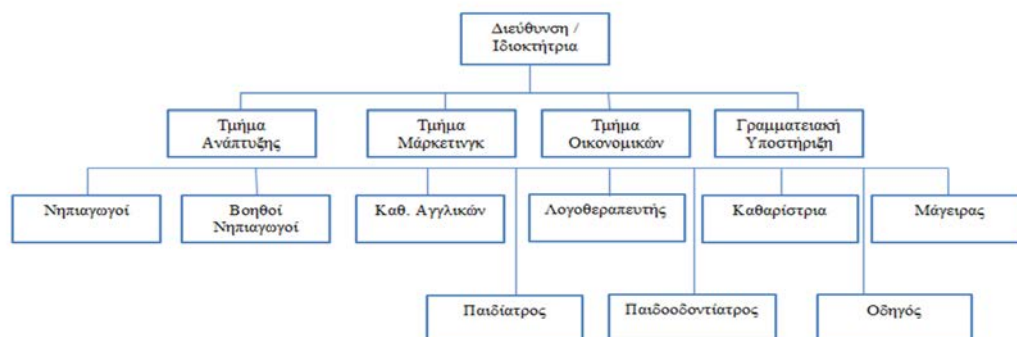 Διεύθυνση /
Ιδιοκτήτρια
Τμήμα
Ανάπτυξης
Τμήμα
Μάρκετινγκ
Τμήμα
Οικονομικών
Γραμματειακή
Υποστήριξη
Νηπιαγωγοί
Βοηθοί
Νηπιαγωγοί
Καθ. Αγγλικών
Λογοθεραπευτής
Καθαρίστρια
Μάγειρας
Παιδίατρος
Παιδοοδοντίατρος
Οδηγός